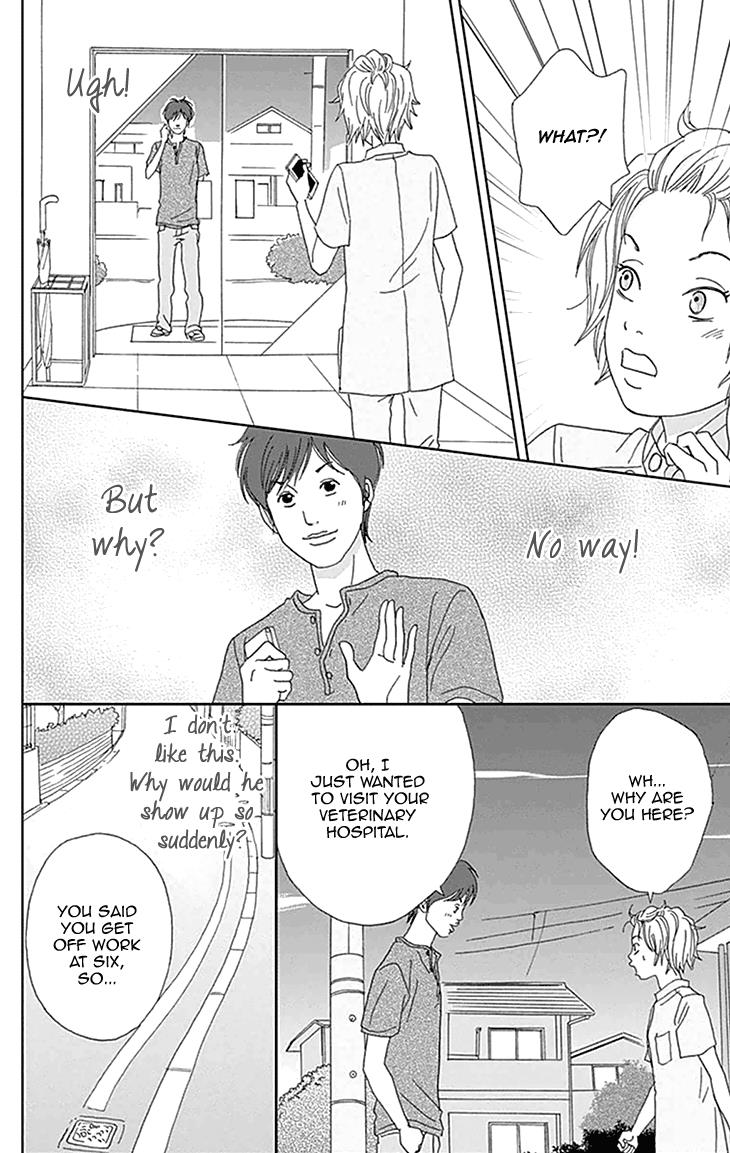 WHAT?!
Ugh!
No way!
But
why?
WH...
WHY ARE
YOU HERE?
OH, I
JUST WANTED
TO VISIT YOUR
VETERINARY
HOSPITAL.
I don't
like this.
Why would he
show up so
suddenly?
YOU SAID
YOU GET
OFF WORK
AT SIX,
SO...